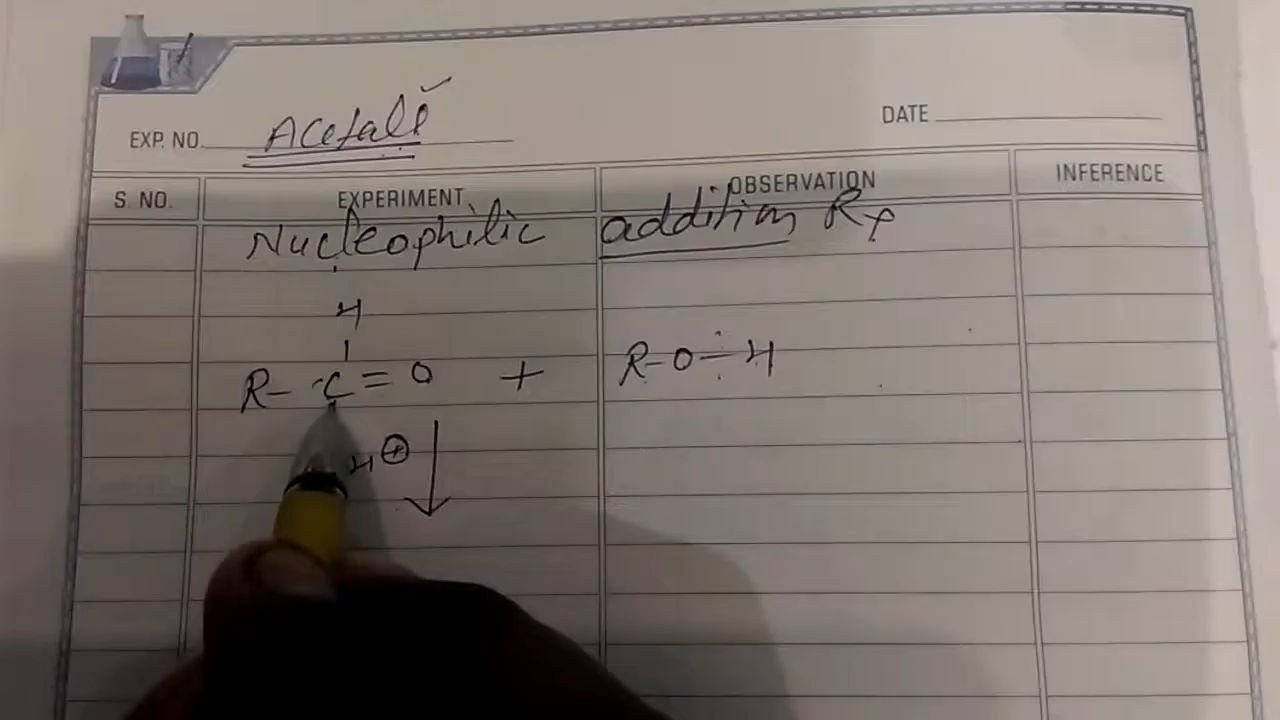 EXP. NO. Acetals
DATE
S. NO. EXPERIMENT OBSERVATION INFERENCE
Nucleophilic addition Rx
H
R- C = O + R-O-H
H⊕